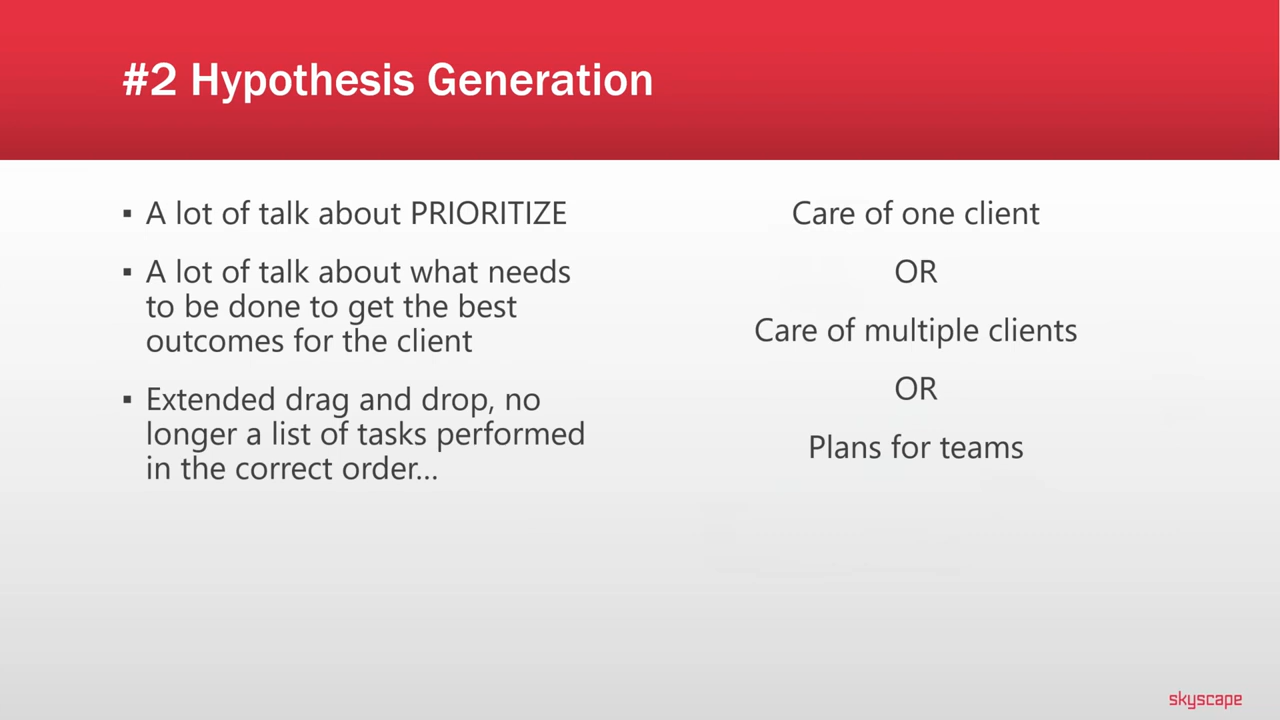 #2 Hypothesis Generation
▪ A lot of talk about PRIORITIZE
▪ A lot of talk about what needs
to be done to get the best
outcomes for the client
▪ Extended drag and drop, no
longer a list of tasks performed
in the correct order...
Care of one client
OR
Care of multiple clients
OR
Plans for teams
skyscape